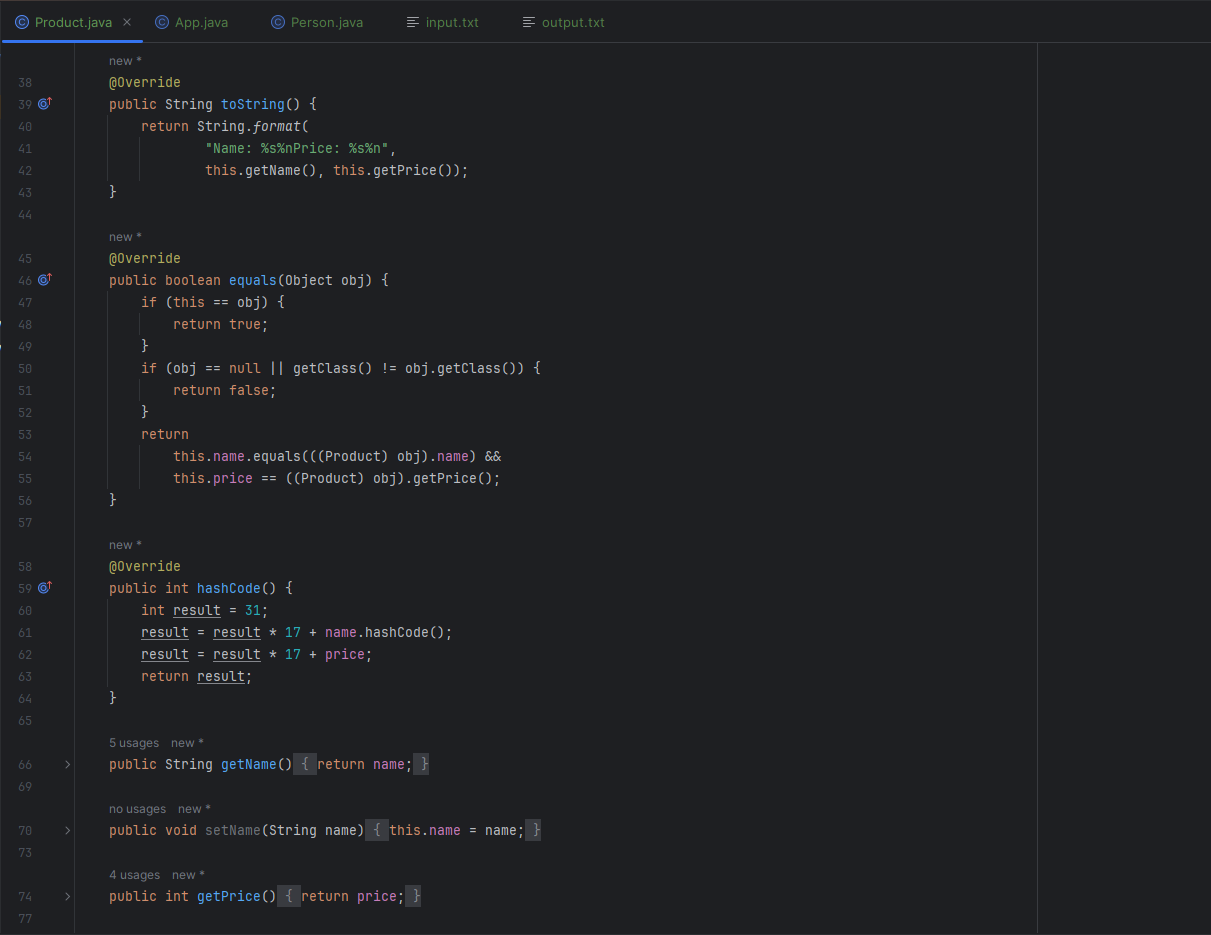 Product.java × App.java Person.java input.txt output.txt
new *
38 @Override
39 public String toString() {
40 return String.format(
41 "Name: %s%nPrice: %s%n",
42 this.getName(), this.getPrice());
43 }
44
new *
45 @Override
46 public boolean equals(Object obj) {
47 if (this == obj) {
48 return true;
49 }
50 if (obj == null || getClass() != obj.getClass()) {
51 return false;
52 }
53 return
54 this.name.equals(((Product) obj).name) &&
55 this.price == ((Product) obj).getPrice();
56 }
57
new *
58 @Override
59 public int hashCode() {
60 int result = 31;
61 result = result * 17 + name.hashCode();
62 result = result * 17 + price;
63 return result;
64 }
65
5 usages new *
66 public String getName() { return name; }
69
no usages new *
70 public void setName(String name) { this.name = name; }
73
4 usages new *
74 public int getPrice() { return price; }
77